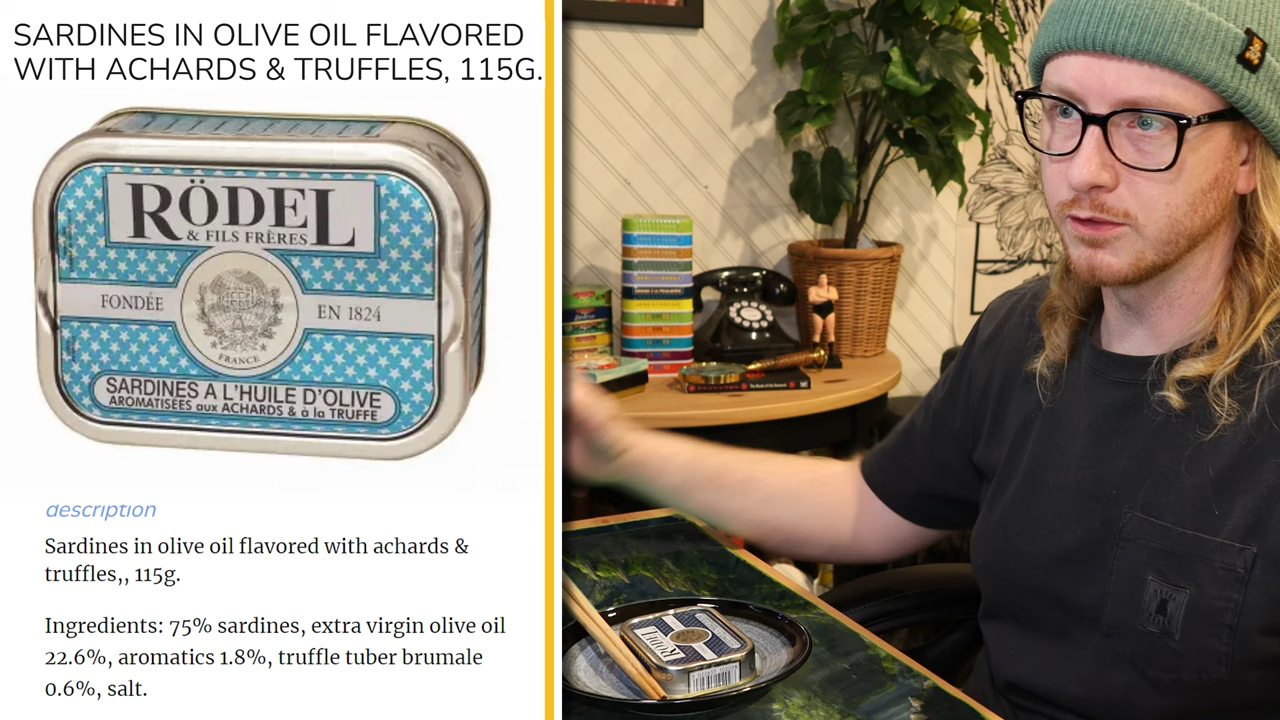 SARDINES IN OLIVE OIL FLAVORED
WITH ACHARDS & TRUFFLES, 115G.
RÖDEL
& FILS FRÈRES
FONDÉE
EN 1824
FRANCE
SARDINES A L'HUILE D'OLIVE
AROMATISÉES aux ACHARDS & à la TRUFFE
description
Sardines in olive oil flavored with achards &
truffles,, 115g.
Ingredients: 75% sardines, extra virgin olive oil
22.6%, aromatics 1.8%, truffle tuber brumale
0.6%, salt.
RÖDEL